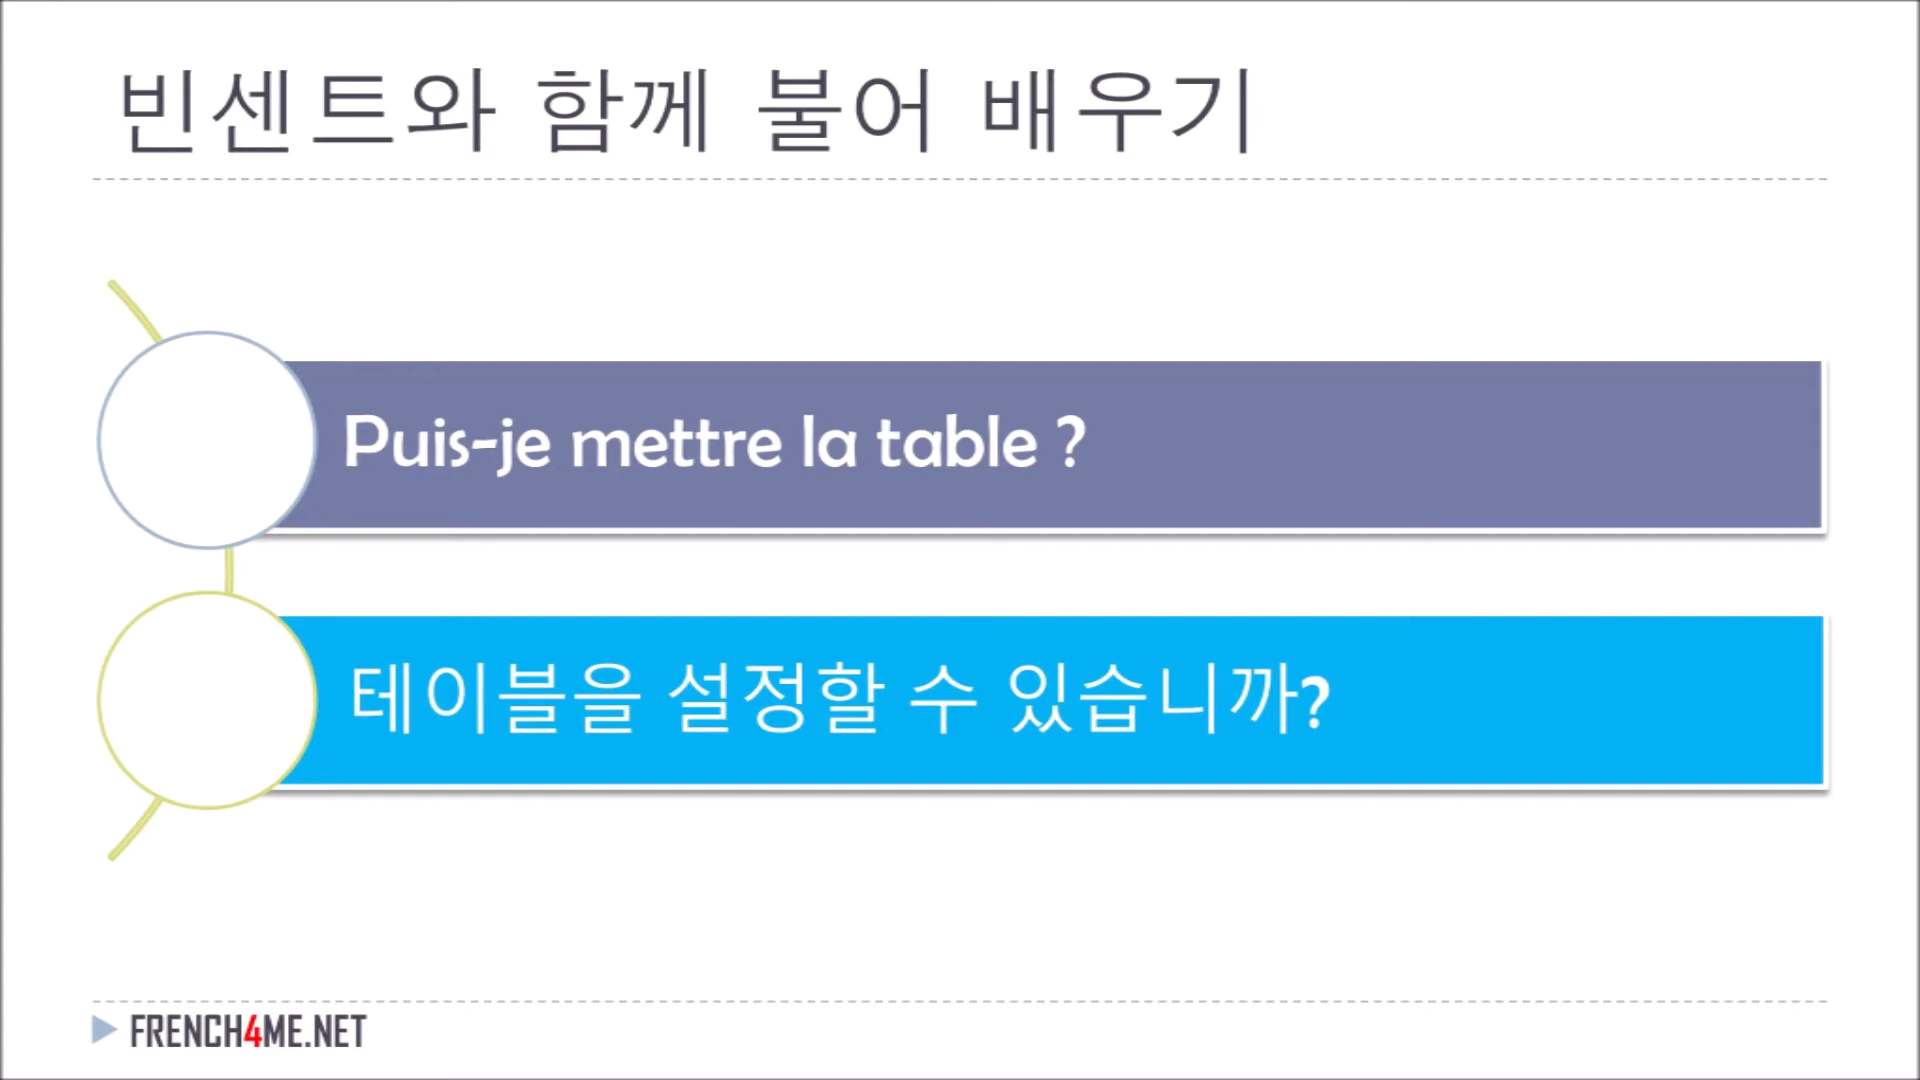 빈센트와 함께 불어 배우기
Puis-je mettre la table ?
테이블을 설정할 수 있습니까?
FRENCH4ME.NET